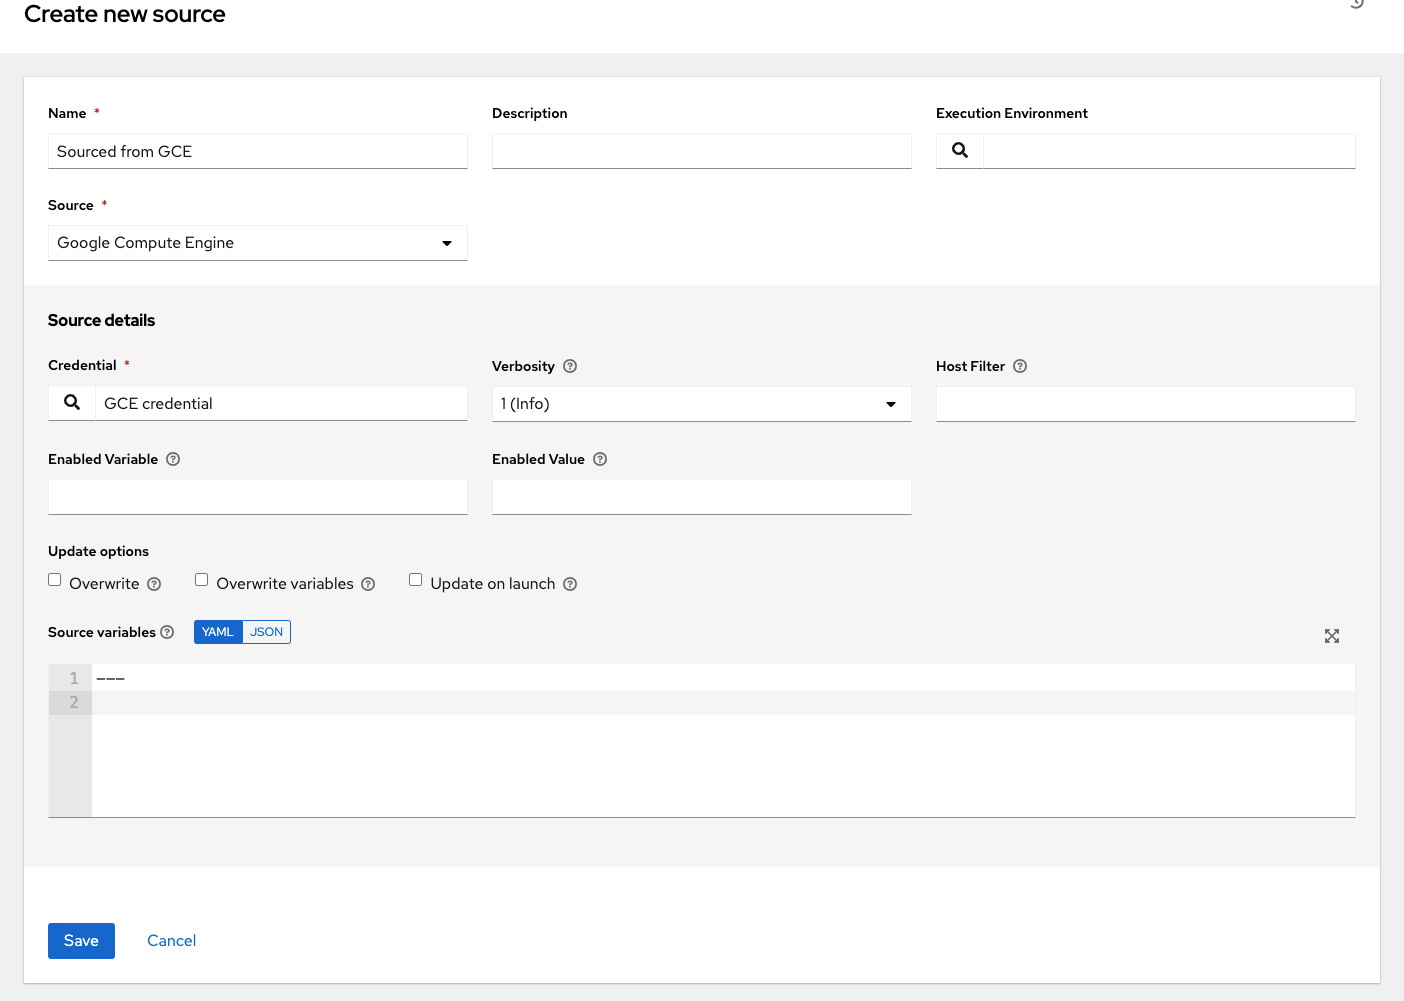 Create new source
Name *
Description
Execution Environment
Sourced from GCE
Source *
Google Compute Engine
Source details
Credential *
Verbosity
Host Filter
GCE credential
1 (Info)
Enabled Variable
Enabled Value
Update options
Overwrite
Overwrite variables
Update on launch
Source variables
YAML
JSON
1 ---
2
Save
Cancel